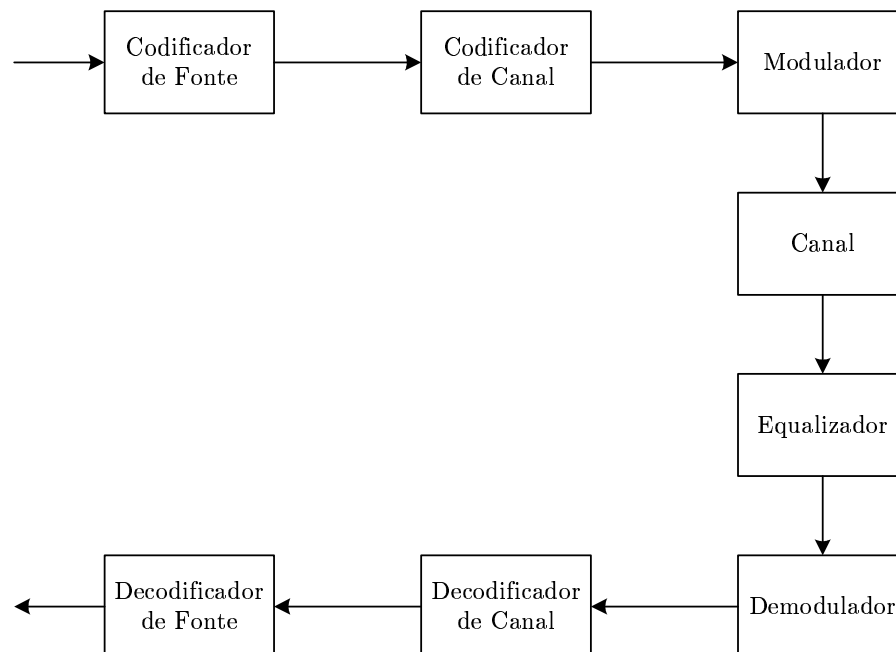 Codificador
de Fonte
Codificador
de Canal
Modulador
Canal
Equalizador
Decodificador
de Fonte
Decodificador
de Canal
Demodulador